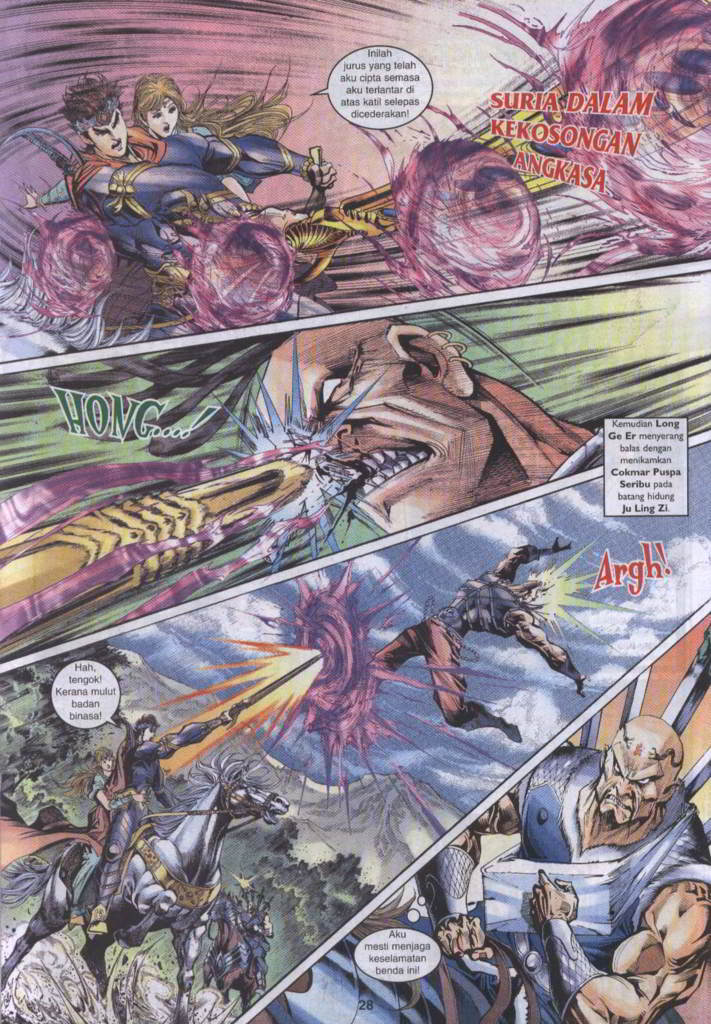 Inilah
jurus yang telah
aku cipta semasa
aku terlantar di
atas katil selepas
dicederakan!
SURIA DALAM
KEKOSONGAN
ANGKASA
HONG....!
Kemudian Long
Ge Er menyerang
balas dengan
menikamkan
Cokmar Puspa
Seribu pada
batang hidung
Ju Ling Zi.
Argh!
Hah,
tengok!
Kerana mulut
badan
binasa!
Aku
mesti menjaga
keselamatan
benda ini!
28